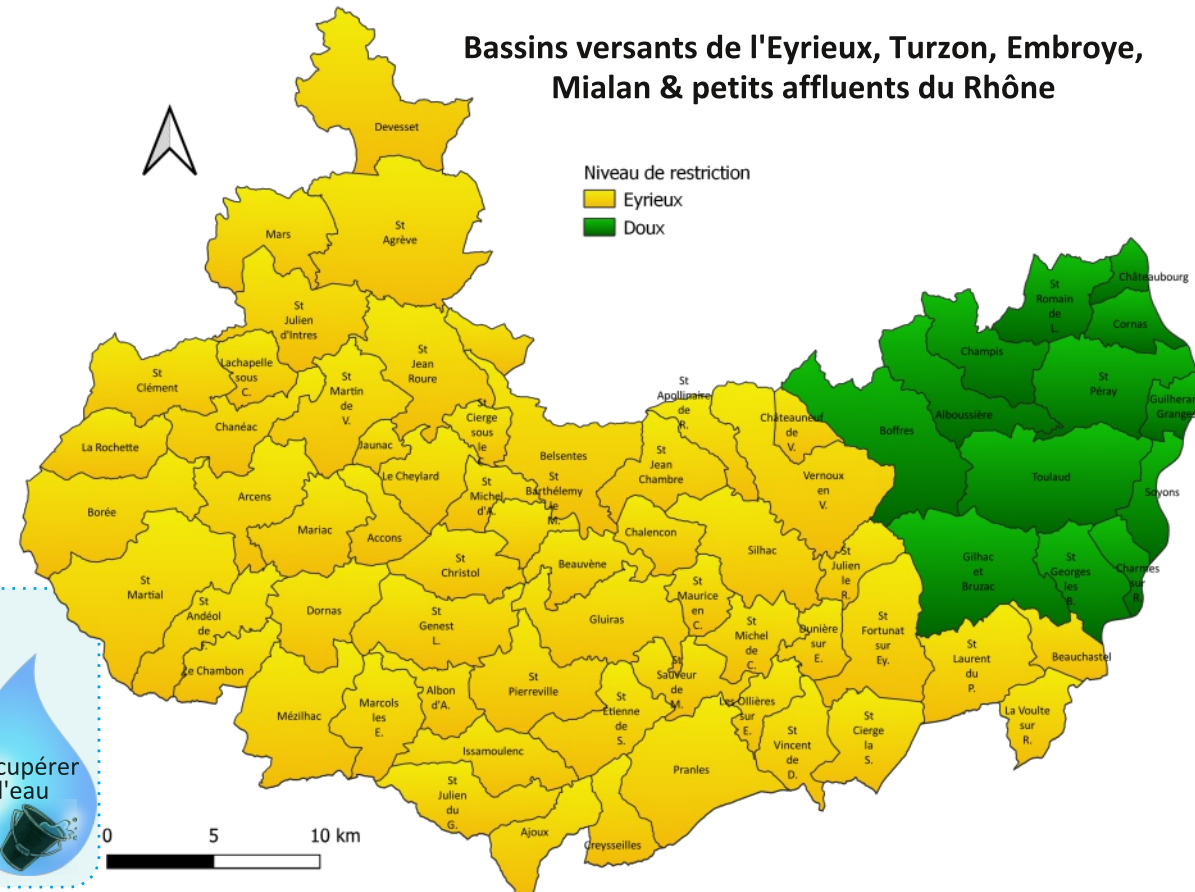 Bassins versants de l'Eyrieux, Turzon, Embroye,
Mialan & petits affluents du Rhône
Niveau de restriction
Eyrieux
Doux
Devesset
Mars
St
Agrève
St
Julien
d'Intres
St
Clément
Lachapelle
sous
C.
St
Jean
Roure
St
Martin
de
V.
La Rochette
Chanéac
Jaunac
St
Cierge
sous
le
C.
Le Cheylard
Belsentes
St
Apollinaire
de
R.
Châteauneuf
de
V.
St
Jean
Chambre
Vernoux
en
V.
Boffres
Champis
Alboussière
St
Romain
de
L.
Châteaubourg
Cornas
St
Péray
Guilheran
Granges
Toulaud
Soyons
Borée
Arcens
Mariac
Accons
St
Michel
d'A.
St
Barthélemy
le
M.
Chalencon
Silhac
St
Julien
le
R.
Gilhac
et
Bruzac
St
Georges
les
B.
Charmes
sur
R.
St
Martial
St
Andéol
de
F.
Le Chambon
Dornas
St
Christol
Beauvène
St
Genest
L.
Gluiras
St
Maurice
en
C.
St
Michel
de
C.
Dunière
sur
E.
St
Fortunat
sur
Ey.
St
Laurent
du
P.
Beauchastel
Mézilhac
Marcols
les
E.
Albon
d'A.
St
Pierreville
St
Sauveur
de
M.
St
Etienne
de
S.
Les Ollières
sur
E.
St
Vincent
de
D.
St
Cierge
la
S.
La Voulte
sur
R.
Issamoulenc
Pranles
St
Julien
du
G.
Ajoux
Creysseilles
cupérer
l'eau
0 5 10 km